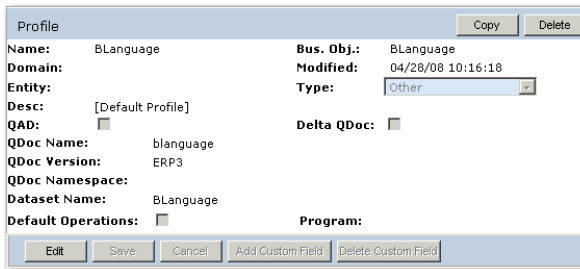 Profile Copy Delete
Name: BLanguage Bus. Obj.: BLanguage
Domain: Modified: 04/28/08 10:16:18
Entity: Type: Other
Desc: [Default Profile]
QAD: Delta QDoc:
QDoc Name: blanguage
QDoc Version: ERP3
QDoc Namespace:
Dataset Name: BLanguage
Default Operations: Program:
Edit Save Cancel Add Custom Field Delete Custom Field